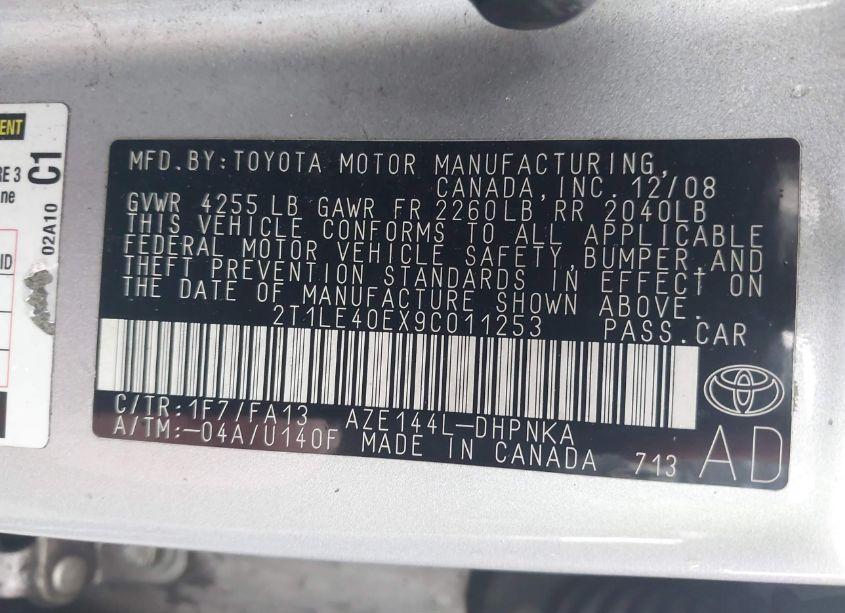 MFD.BY:TOYOTA MOTOR MANUFACTURING,
CANADA,INC. 12/08
GVWR 4255 LB GAWR FR 2260LB RR 2040LB
THIS VEHICLE CONFORMS TO ALL APPLICABLE
FEDERAL MOTOR VEHICLE SAFETY,BUMPER,AND
THEFT PREVENTION STANDARDS IN EFFECT ON
THE DATE OF MANUFACTURE SHOWN ABOVE.
2T1LE40EX9C011253 PASS.CAR
C/TR:1F7/FA13 AZE144L-DHPNKA
A/TM:-04A/U140F MADE IN CANADA 713
AD
C1
02A10